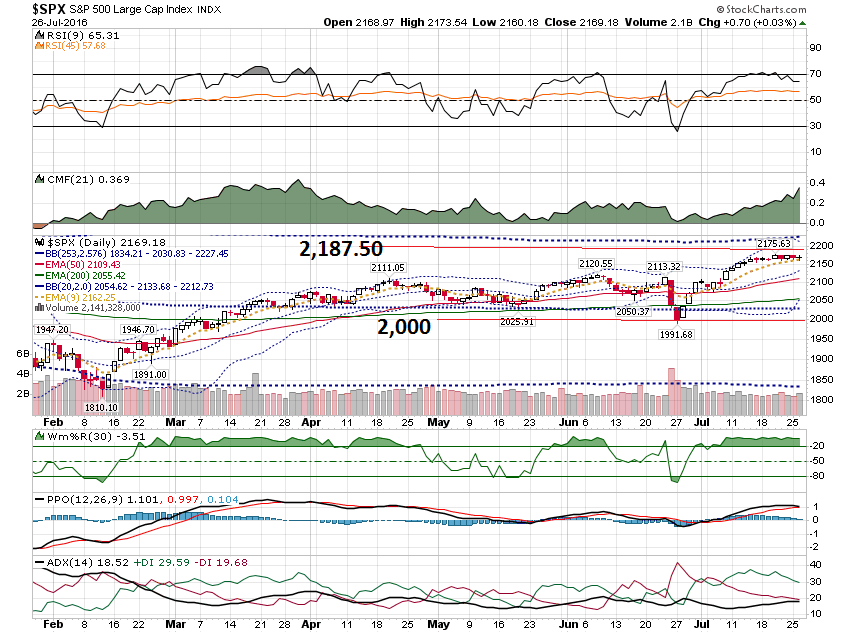 $SPX S&P 500 Large Cap Index INDX © StockCharts.com
26-Jul-2016 Open 2168.97 High 2173.54 Low 2160.18 Close 2169.18 Volume 2.1B Chg +0.70 (+0.03%)
RSI(9) 65.31
RSI(45) 57.68
90
70
50
30
10
CMF(21) 0.369
0.4
0.2
0.0
$SPX (Daily) 2169.18
BB(253,2.576) 1834.21 - 2030.83 - 2227.45
EMA(50) 2109.43
EMA(200) 2055.42
BB(20,2.0) 2054.62 - 2133.68 - 2212.73
EMA(9) 2162.25
Volume 2,141,328,000
2,187.50
2,000
2111.05
2120.55
2113.32
2175.63
1947.20
1946.70
1891.00
1810.10
2025.91
2050.37
1991.68
2200
2150
2100
2050
2000
1950
1900
1850
1800
6B
4B
2B
Feb 8 16 22 Mar 7 14 21 28 Apr 11 18 25 May 9 16 23 Jun 6 13 20 27 Jul 11 18 25
Wm%R(30) -3.51
-20
-50
-80
PPO(12,26,9) 1.101, 0.997, 0.104
1
0
-1
-2
ADX(14) 18.52 +DI 29.59 -DI 19.68
40
30
20
10
Feb 8 16 22 Mar 7 14 21 28 Apr 11 18 25 May 9 16 23 Jun 6 13 20 27 Jul 11 18 25